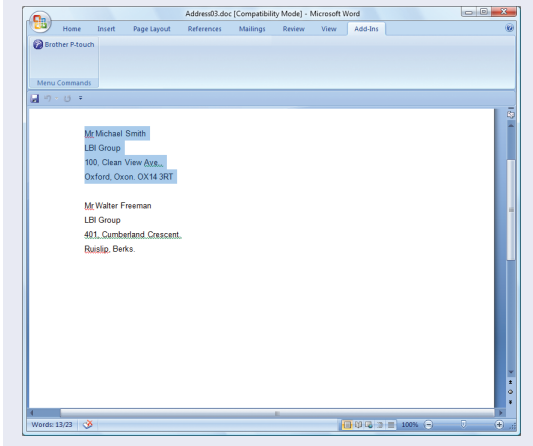 Address03.doc [Compatibility Mode] - Microsoft Word
Home Insert Page Layout References Mailings Review View Add-Ins
Brother P-touch
Menu Commands
Mr Michael Smith
LBI Group
100, Clean View Ave.,
Oxford, Oxon. OX14 3RT
Mr Walter Freeman
LBI Group
401, Cumberland Crescent,
Ruislip, Berks.
Words: 13/23 100%